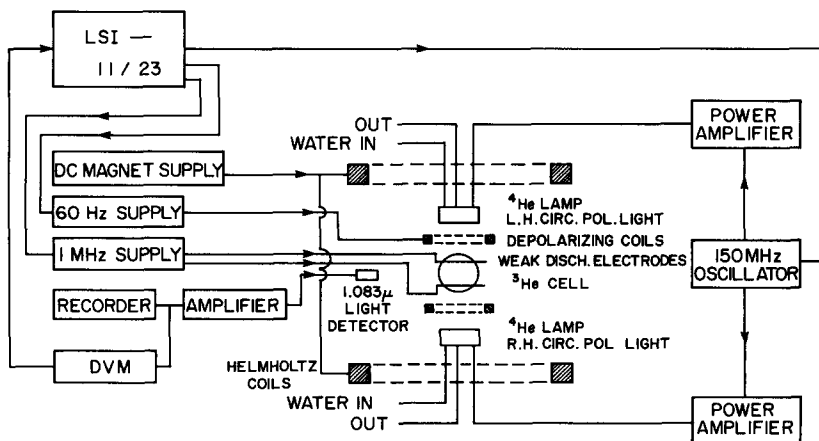 LSI —
11 / 23
OUT
WATER IN
POWER
AMPLIFIER
DC MAGNET SUPPLY
60 Hz SUPPLY
1 MHz SUPPLY
⁴He LAMP
L.H. CIRC. POL. LIGHT
DEPOLARIZING COILS
WEAK DISCH. ELECTRODES
³He CELL
150 MHz
OSCILLATOR
RECORDER
AMPLIFIER
1.083μ
LIGHT
DETECTOR
DVM
⁴He LAMP
R.H. CIRC. POL LIGHT
HELMHOLTZ
COILS
WATER IN
OUT
POWER
AMPLIFIER